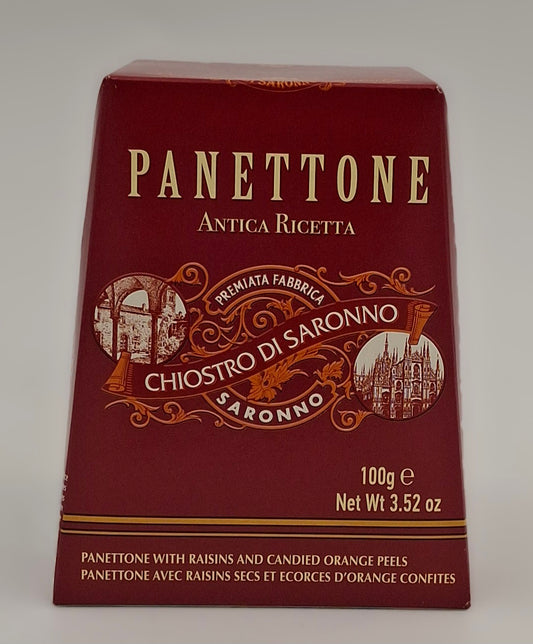 SARONNO
PANETTONE
ANTICA RICETTA
PREMIATA FABBRICA
CHIOSTRO DI SARONNO
SARONNO
100g e
Net Wt 3.52 oz
PANETTONE WITH RAISINS AND CANDIED ORANGE PEELS
PANETTONE AVEC RAISINS SECS ET ECORCES D'ORANGE CONFITES